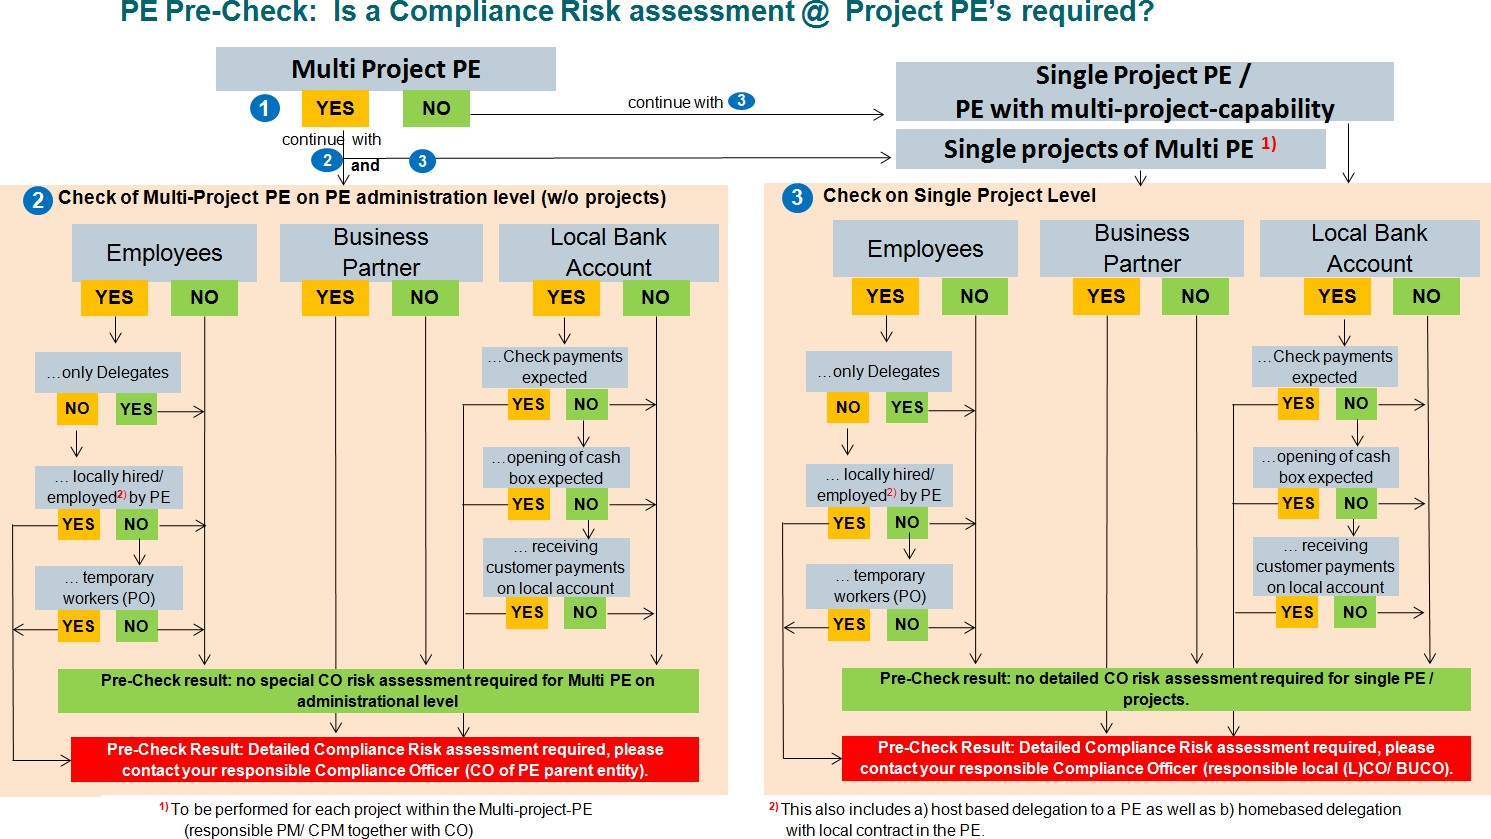 PE Pre-Check: Is a Compliance Risk assessment @ Project PE's required?
Multi Project PE
1
YES
NO
continue with 3
Single Project PE /
PE with multi-project-capability
continue with
2 and 3
Single projects of Multi PE 1)
2 Check of Multi-Project PE on PE administration level (w/o projects)
Employees
YES
NO
…only Delegates
NO
YES
… locally hired/
employed2) by PE
YES
NO
… temporary
workers (PO)
YES
NO
Business
Partner
YES
NO
Local Bank
Account
YES
NO
…Check payments
expected
YES
NO
…opening of cash
box expected
YES
NO
… receiving
customer payments
on local account
YES
NO
Pre-Check result: no special CO risk assessment required for Multi PE on
administrational level
Pre-Check Result: Detailed Compliance Risk assessment required, please
contact your responsible Compliance Officer (CO of PE parent entity).
3 Check on Single Project Level
Employees
YES
NO
…only Delegates
NO
YES
… locally hired/
employed2) by PE
YES
NO
… temporary
workers (PO)
YES
NO
Business
Partner
YES
NO
Local Bank
Account
YES
NO
…Check payments
expected
YES
NO
…opening of cash
box expected
YES
NO
… receiving
customer payments
on local account
YES
NO
Pre-Check result: no detailed CO risk assessment required for single PE /
projects.
Pre-Check Result: Detailed Compliance Risk assessment required, please
contact your responsible Compliance Officer (responsible local (L)CO/ BUCO).
1) To be performed for each project within the Multi-project-PE
(responsible PM/ CPM together with CO)
2) This also includes a) host based delegation to a PE as well as b) homebased delegation
with local contract in the PE.